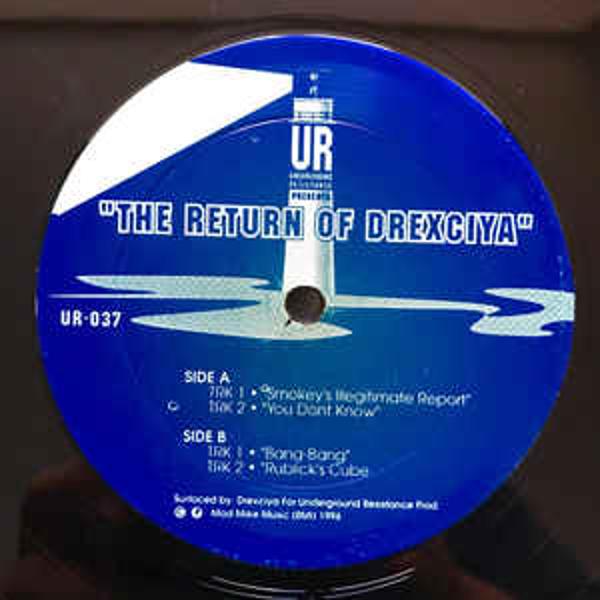 UR
UNDERGROUND
RESISTANCE
PRESENTS
"THE RETURN OF DREXCIYA"
UR-037
SIDE A
TRK 1 • "Smokey's Illegitimate Report"
TRK 2 • "You Dont Know"
SIDE B
TRK 1 • "Bang-Bang"
TRK 2 • "Rublick's Cube
Surfaced by: Drexciya For Underground Resistance Prod.
© ℗ Mad Mike Music (BMI) 1996